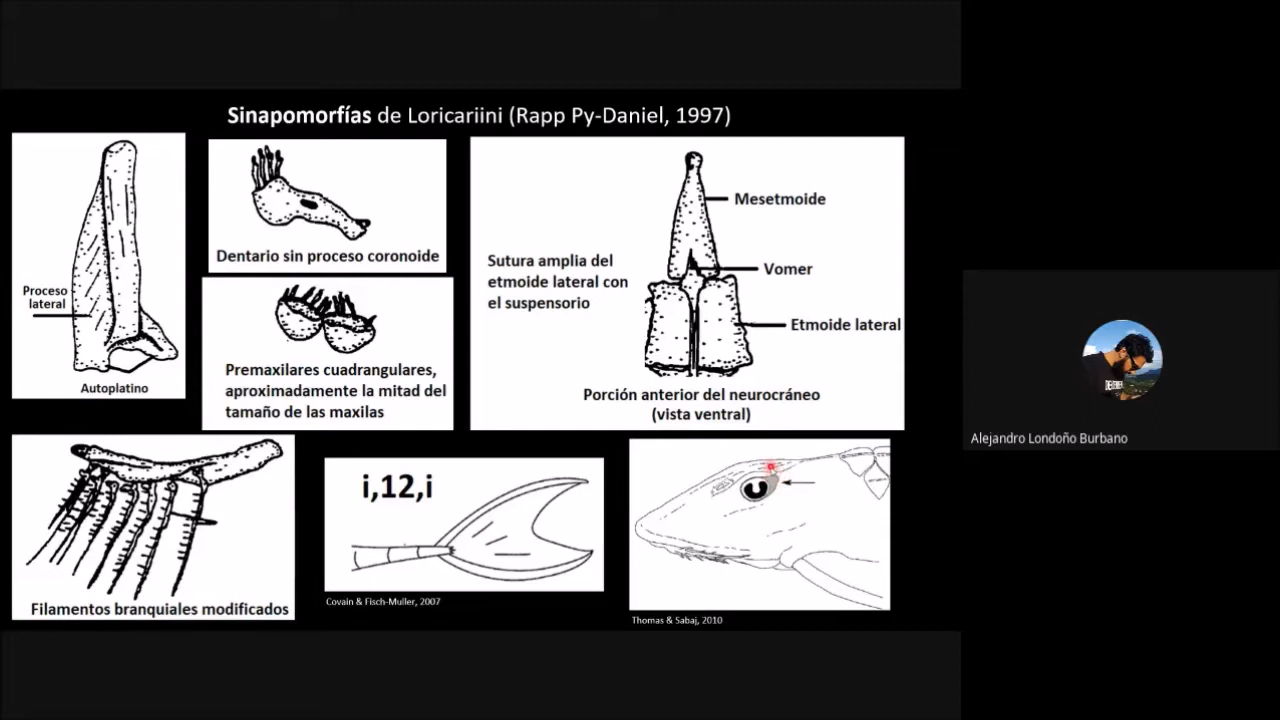 Sinapomorfías de Loricariini (Rapp Py-Daniel, 1997)
Proceso
lateral
Autoplatino
Dentario sin proceso coronoide
Premaxilares cuadrangulares,
aproximadamente la mitad del
tamaño de las maxilas
Sutura amplia del
etmoide lateral con
el suspensorio
Mesetmoide
Vomer
Etmoide lateral
Porción anterior del neurocráneo
(vista ventral)
Filamentos branquiales modificados
i,12,i
Covain & Fisch-Muller, 2007
Thomas & Sabaj, 2010
Alejandro Londoño Burbano